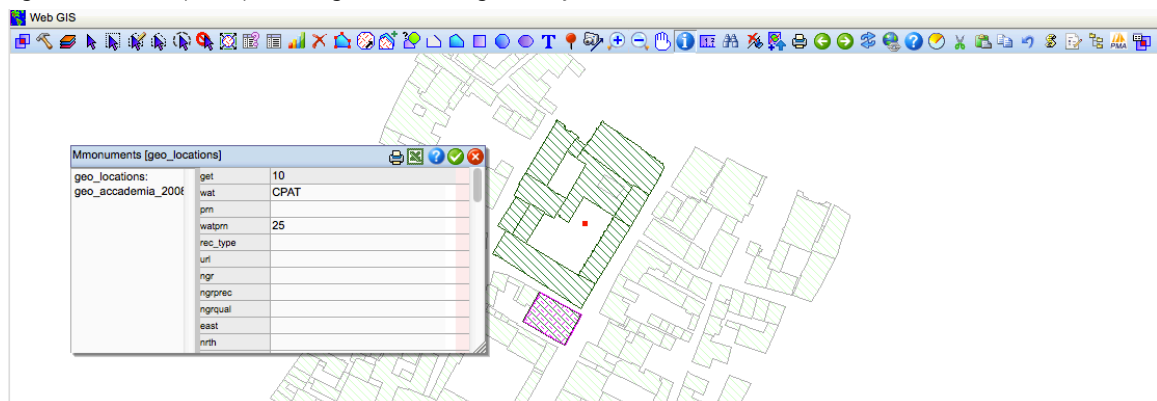 Web GIS
T
PMA
Mmonuments [geo_locations]
geo_locations:
geo_accademia_2008
get 10
wat CPAT
prn
watprn 25
rec_type
url
ngr
ngrprec
ngrqual
east
nrth